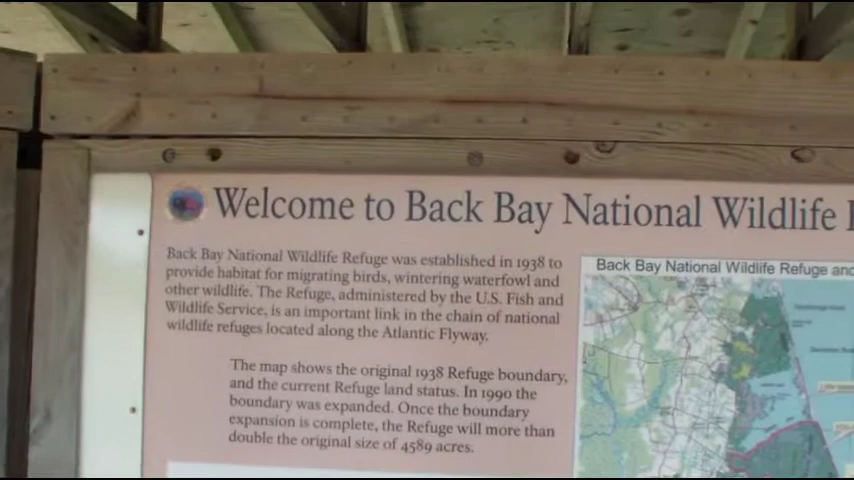 Welcome to Back Bay National Wildlife
Back Bay National Wildlife Refuge was established in 1938 to
provide habitat for migrating birds, wintering waterfowl and
other wildlife. The Refuge, administered by the U.S. Fish and
Wildlife Service, is an important link in the chain of national
wildlife refuges located along the Atlantic Flyway.
Back Bay National Wildlife Refuge and
The map shows the original 1938 Refuge boundary,
and the current Refuge land status. In 1990 the
boundary was expanded. Once the boundary
expansion is complete, the Refuge will more than
double the original size of 4589 acres.